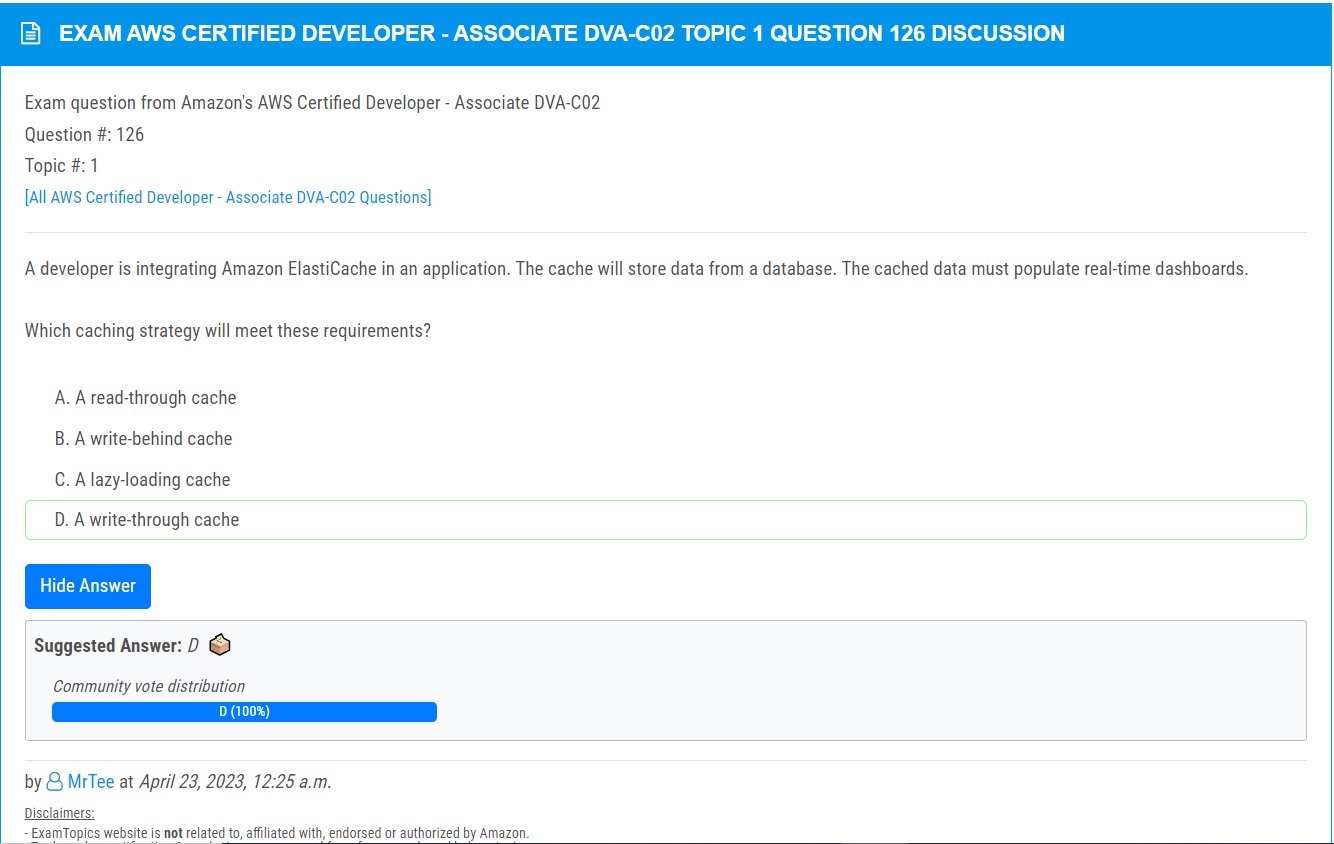 EXAM AWS CERTIFIED DEVELOPER - ASSOCIATE DVA-C02 TOPIC 1 QUESTION 126 DISCUSSION
Exam question from Amazon's AWS Certified Developer - Associate DVA-C02
Question #: 126
Topic #: 1
[All AWS Certified Developer - Associate DVA-C02 Questions]
A developer is integrating Amazon ElastiCache in an application. The cache will store data from a database. The cached data must populate real-time dashboards.
Which caching strategy will meet these requirements?
A. A read-through cache
B. A write-behind cache
C. A lazy-loading cache
D. A write-through cache
Hide Answer
Suggested Answer: D
Community vote distribution
D (100%)
by MrTee at April 23, 2023, 12:25 a.m.
Disclaimers:
- ExamTopics website is not related to, affiliated with, endorsed or authorized by Amazon.